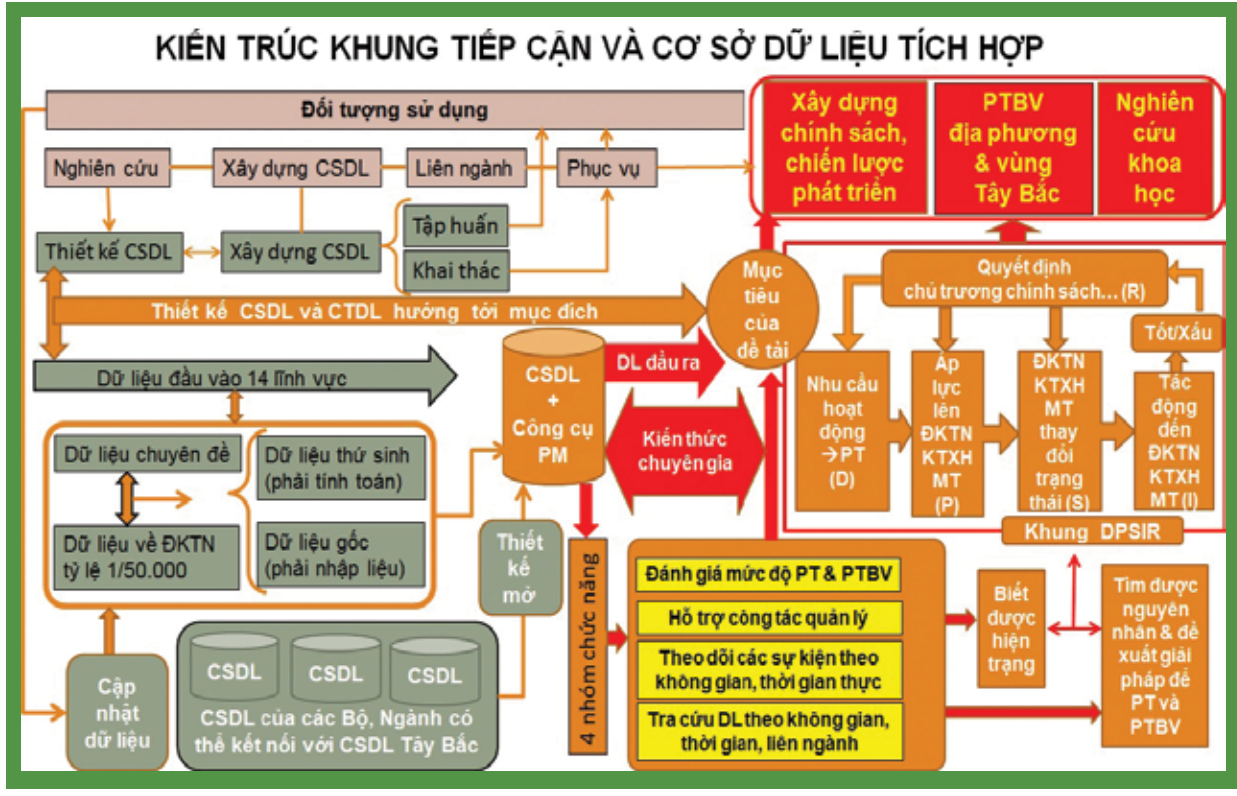 KIẾN TRÚC KHUNG TIẾP CẬN VÀ CƠ SỞ DỮ LIỆU TÍCH HỢP
Đối tượng sử dụng
Nghiên cứu
Xây dựng CSDL
Liên ngành
Phục vụ
Thiết kế CSDL
Xây dựng CSDL
Tập huấn
Khai thác
Xây dựng
chính sách,
chiến lược
phát triển
PTBV
địa phương
& vùng
Tây Bắc
Nghiên
cứu
khoa
học
Thiết kế CSDL và CTDL hướng tới mục đích
Mục
tiêu
của
đề tài
Quyết định
chủ trương chính sách... (R)
Tốt/Xấu
Nhu cầu
hoạt
động
→PT
(D)
Áp
lực
lên
ĐKTN
KTXH
MT
(P)
ĐKTN
KTXH
MT
thay
đổi
trạng
thái (S)
Tác
động
đến
ĐKTN
KTXH
MT(I)
Khung DPSIR
Dữ liệu đầu vào 14 lĩnh vực
CSDL
+
Công cụ
PM
DL đầu ra
Kiến thức
chuyên gia
Dữ liệu chuyên đề
Dữ liệu về ĐKTN
tỷ lệ 1/50.000
Dữ liệu thứ sinh
(phải tính toán)
Dữ liệu gốc
(phải nhập liệu)
Thiết
kế
mở
Cập
nhật
dữ liệu
CSDL
CSDL
CSDL
CSDL của các Bộ, Ngành có
thể kết nối với CSDL Tây Bắc
4 nhóm chức năng
Đánh giá mức độ PT & PTBV
Hỗ trợ công tác quản lý
Theo dõi các sự kiện theo
không gian, thời gian thực
Tra cứu DL theo không gian,
thời gian, liên ngành
Biết
được
hiện
trạng
Tìm được
nguyên
nhân & đề
xuất giải
pháp để
PT và
PTBV